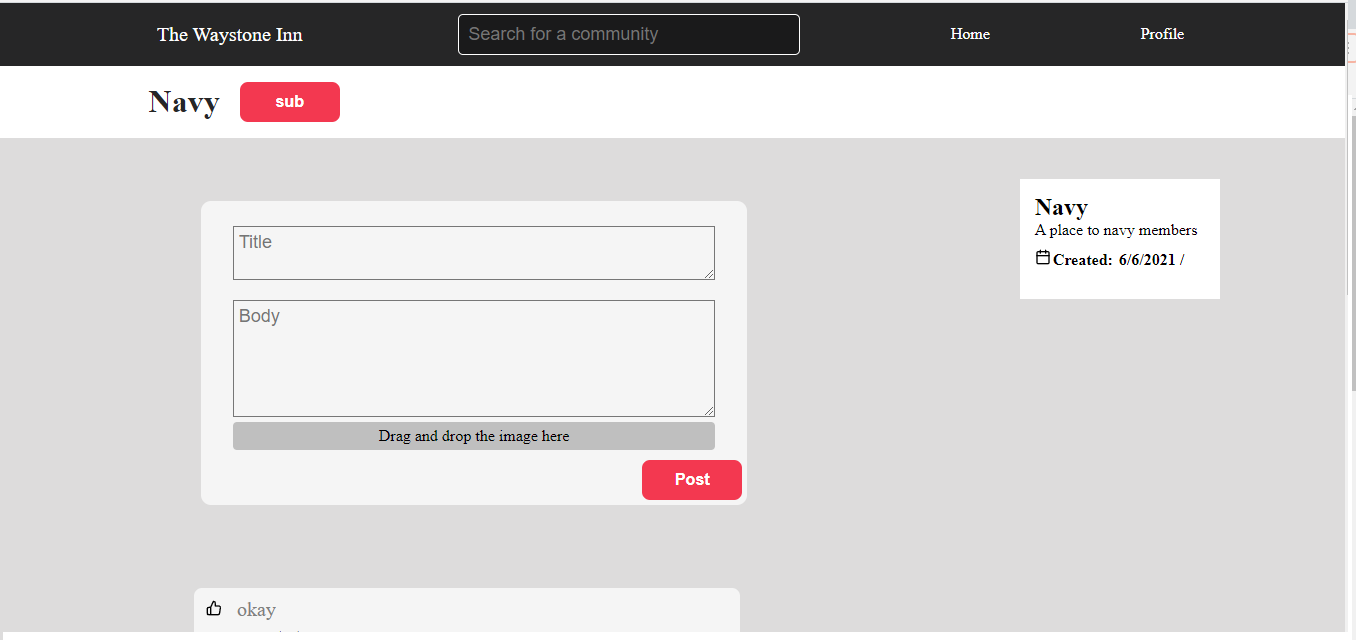 The Waystone Inn
Search for a community
Home
Profile
Navy
sub
Navy
A place to navy members
Created: 6/6/2021 /
Title
Body
Drag and drop the image here
Post
okay